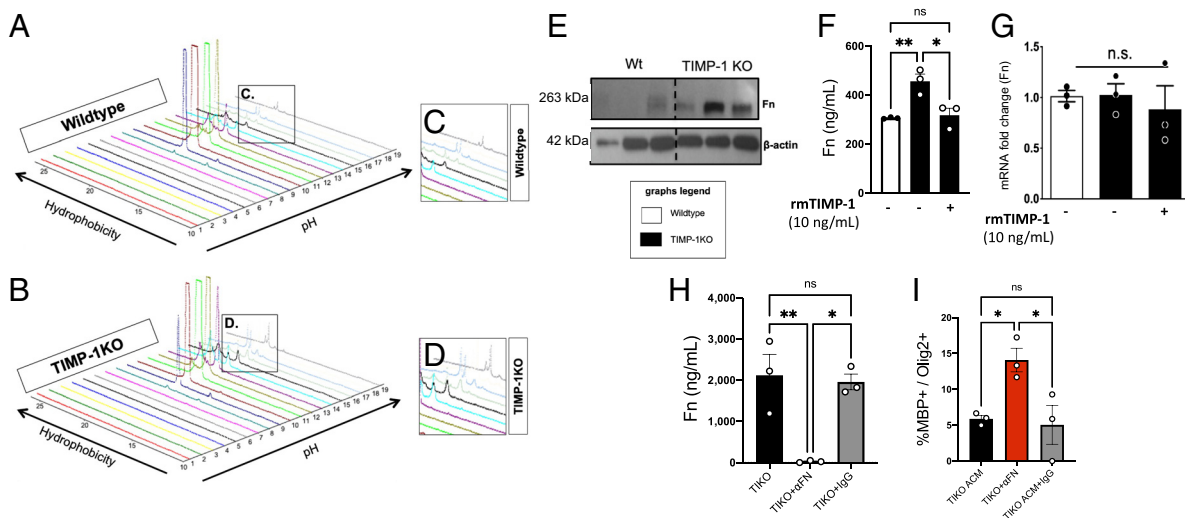 A
Wildtype
C.
25
20
15
10 1 2 3 4 5 6 7 8 9 10 11 12 13 14 15 16 17 18 19
Hydrophobicity
pH
C
Wildtype
B
TIMP-1KO
D.
25
20
15
10 1 2 3 4 5 6 7 8 9 10 11 12 13 14 15 16 17 18 19
Hydrophobicity
pH
D
TIMP-1KO
E
Wt TIMP-1 KO
263 kDa Fn
42 kDa β-actin
graphs legend
Wildtype
TIMP-1KO
F
ns
** *
600
400
200
0
Fn (ng/mL)
rmTIMP-1 - - +
(10 ng/mL)
G
n.s.
1.5
1.0
0.5
0.0
mRNA fold change (Fn)
rmTIMP-1 - - +
(10 ng/mL)
H
ns
** *
4,000
3,000
2,000
1,000
0
Fn (ng/mL)
TIKO
TIKO+αFN
TIKO+IgG
I
ns
* *
20
15
10
5
0
%MBP+ / Olig2+
TIKO ACM
TIKO+αFN
TIKO ACM+IgG